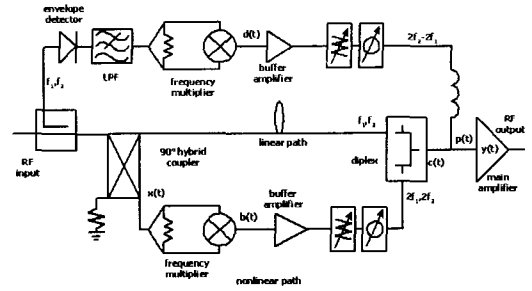 envelope
detector
LPF
f₁,f₂
frequency
multiplier
d(t)
buffer
amplifier
2f₂-2f₁
RF
input
90° hybrid
coupler
linear path
f₁,f₂
diplex
c(t)
p(t)
y(t)
RF
output
main
amplifier
x(t)
frequency
multiplier
b(t)
buffer
amplifier
2f₁,2f₂
nonlinear path